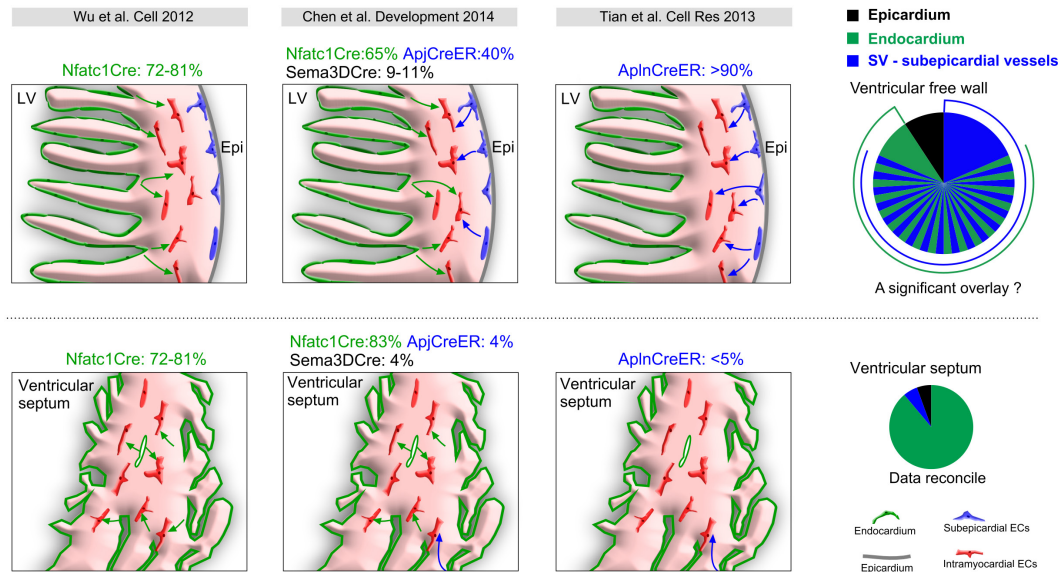 Wu et al. Cell 2012
Chen et al. Development 2014
Tian et al. Cell Res 2013
Epicardium
Endocardium
SV - subepicardial vessels
Nfatc1Cre: 72-81%
Nfatc1Cre:65% ApjCreER:40%
Sema3DCre: 9-11%
AplnCreER: >90%
LV
Epi
LV
Epi
LV
Epi
Ventricular free wall
A significant overlay ?
Nfatc1Cre: 72-81%
Nfatc1Cre:83% ApjCreER: 4%
Sema3DCre: 4%
AplnCreER: <5%
Ventricular
septum
Ventricular
septum
Ventricular
septum
Ventricular septum
Data reconcile
Endocardium
Subepicardial ECs
Epicardium
Intramyocardial ECs